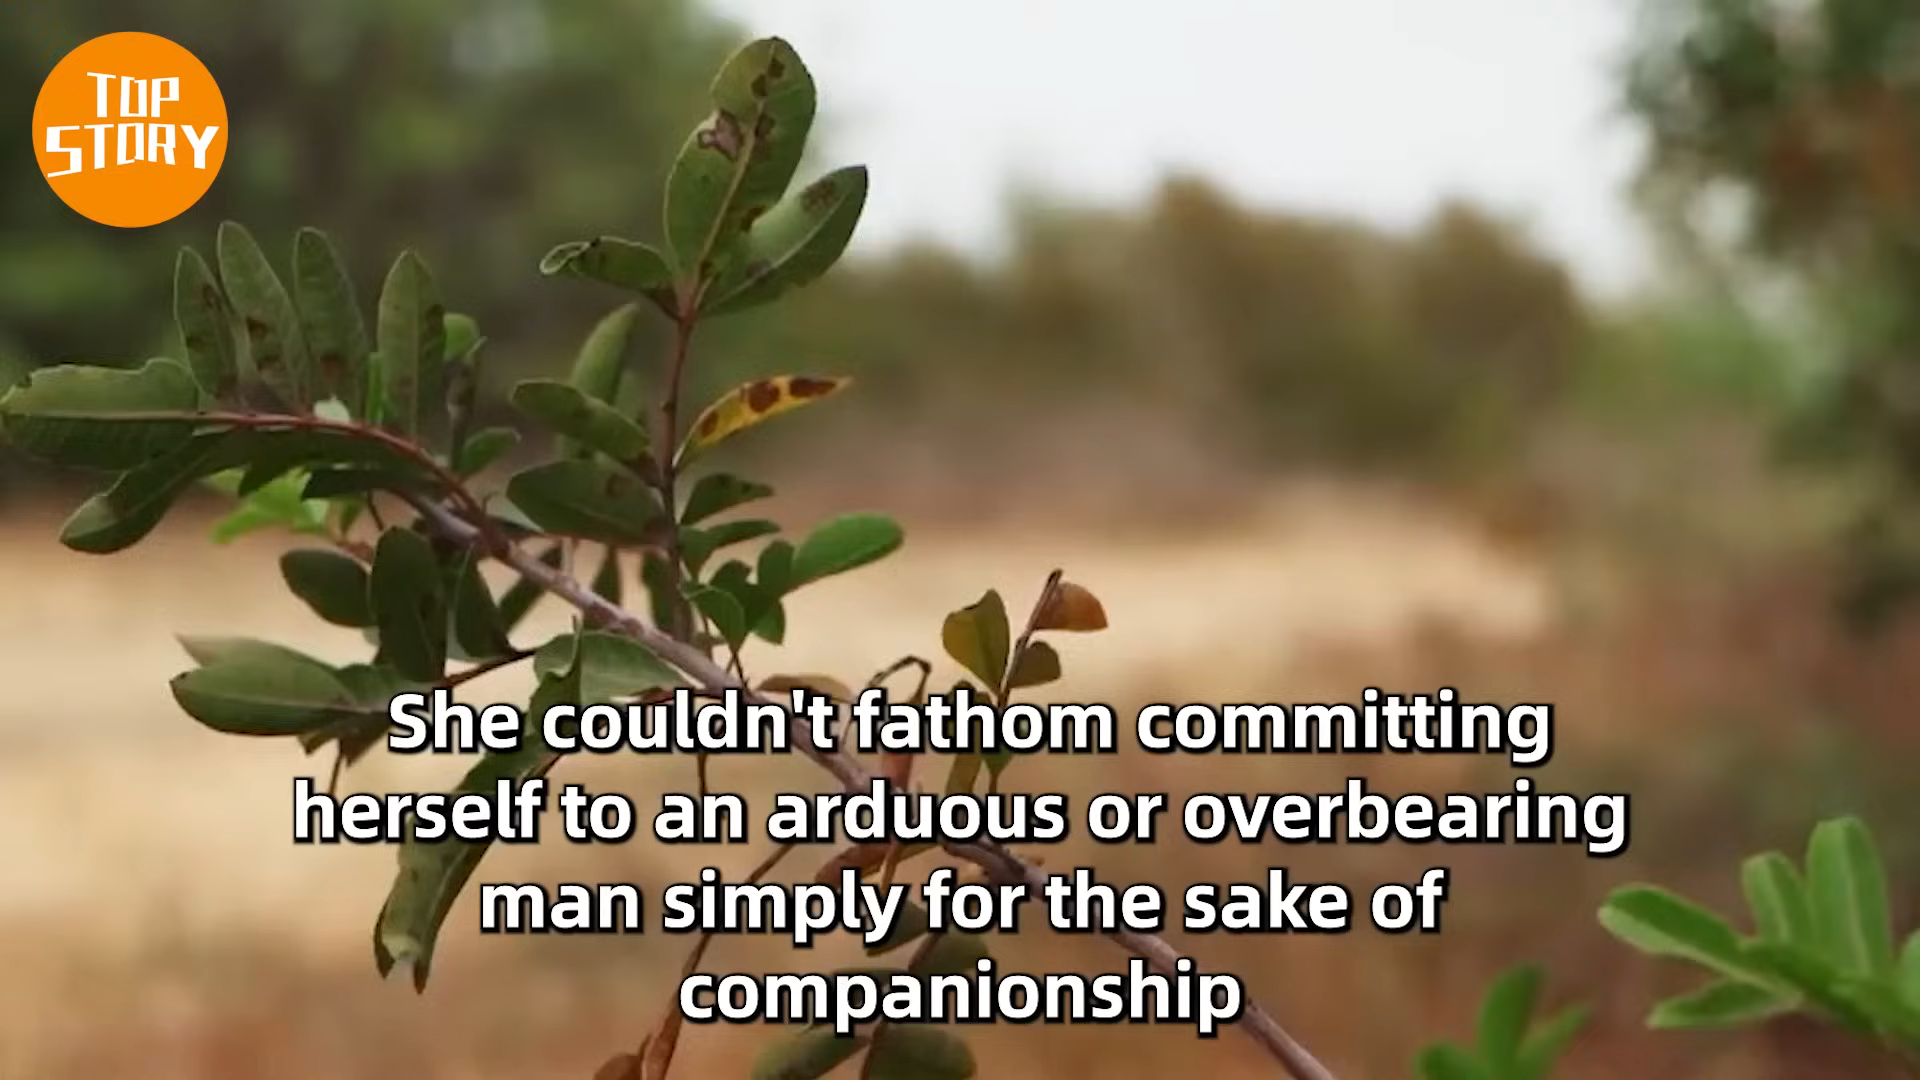 TOP
STORY
She couldn't fathom committing
herself to an arduous or overbearing
man simply for the sake of
companionship